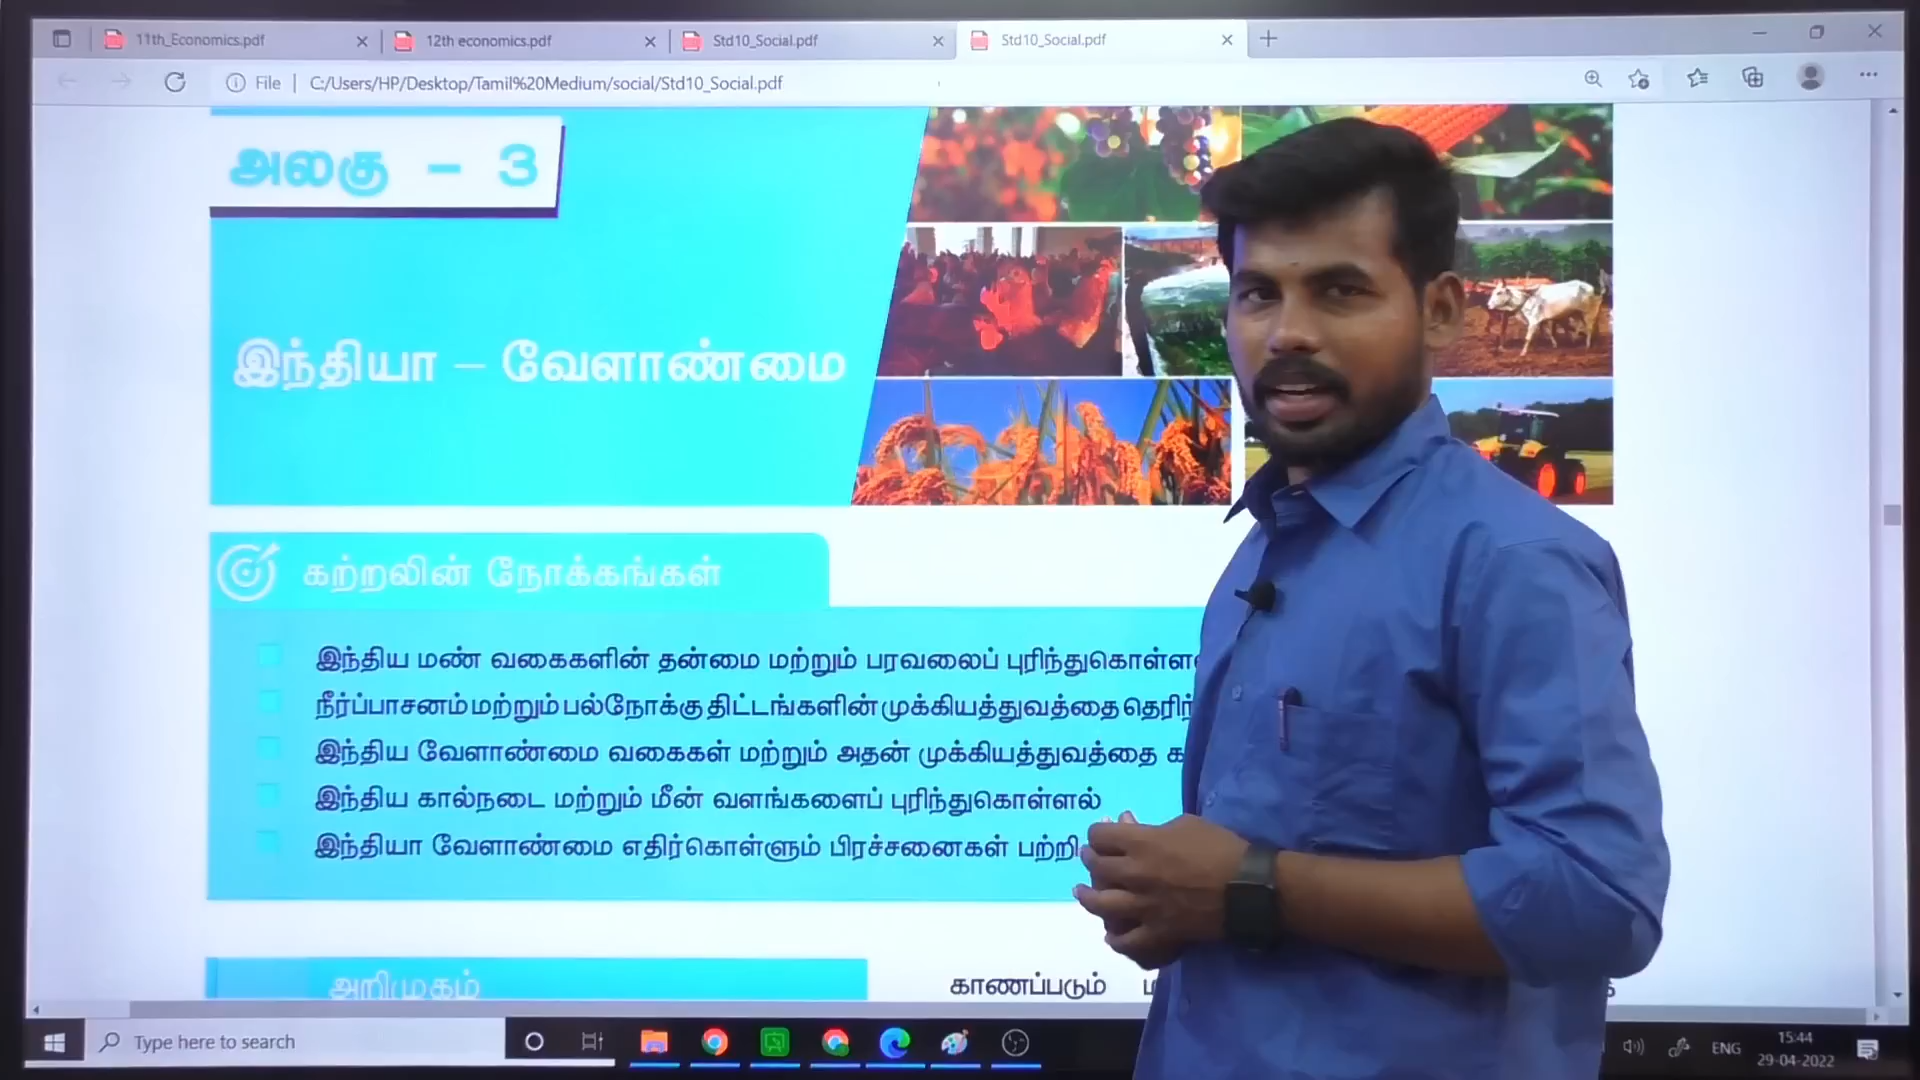 11th_Economics.pdf
12th economics.pdf
Std10_Social.pdf
Std10_Social.pdf
File | C:/Users/HP/Desktop/Tamil%20Medium/social/Std10_Social.pdf
அலகு - 3
இந்தியா – வேளாண்மை
கற்றலின் நோக்கங்கள்
இந்திய மண் வகைகளின் தன்மை மற்றும் பரவலைப்
நீர்ப்பாசனம் மற்றும் பல்நோக்கு திட்டங்களின் முக்கியத்துவத்தை
இந்திய வேளாண்மை வகைகள் மற்றும் அதன் முக்கியத்துவத்தை
இந்திய கால்நடை மற்றும் மீன் வளங்களைப் புரிந்துகொள்ளல்
இந்தியா வேளாண்மை எதிர்கொள்ளும் பிரச்சனைகள் பற்றி
அறிமுகம்
காணப்படும்
Type here to search
ENG
15:44
29-04-2022